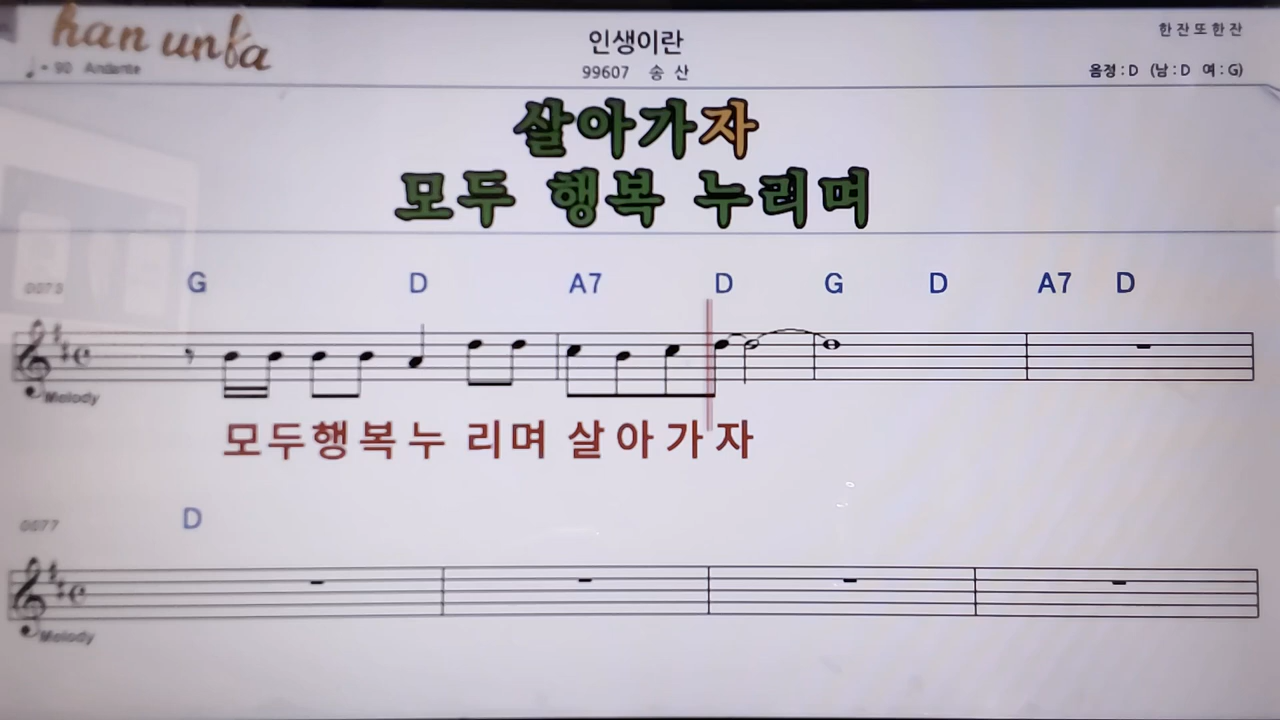 han unfa
인생이란
한잔또한잔
♩= 90 Andante
99607 송 산
음정 : D (남 : D 여 : G)
살아가자
모두 행복 누리며
0073 G D A7 D G D A7 D
Melody
모두행복누 리며 살아가자
0077 D
Melody